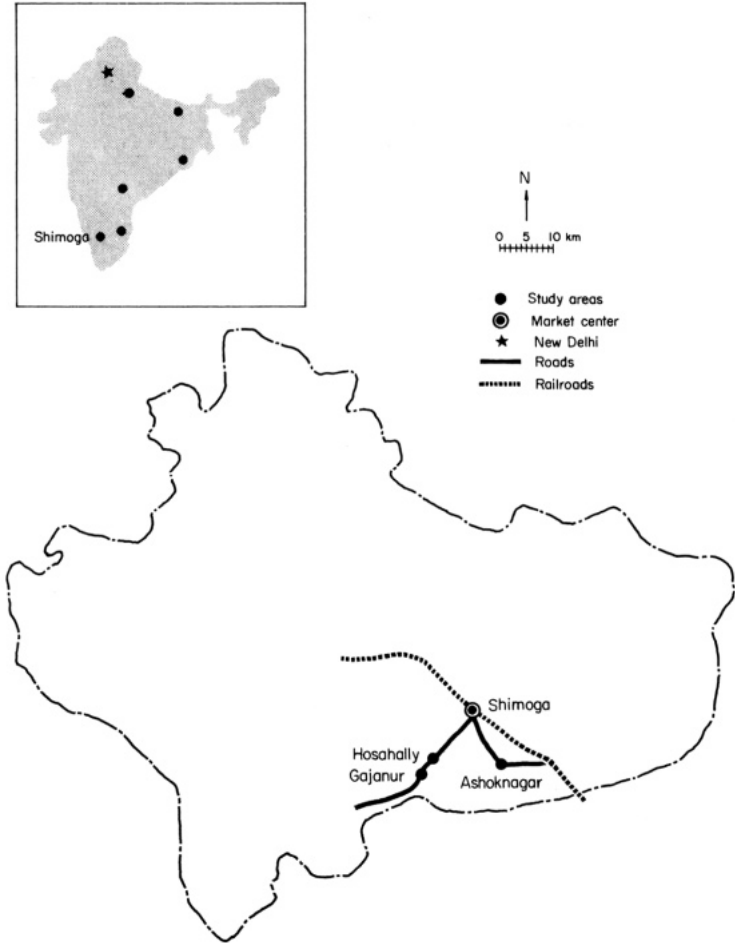 Shimoga
N
0 5 10 km
Study areas
Market center
New Delhi
Roads
Railroads
Shimoga
Hosahally
Gajanur
Ashoknagar